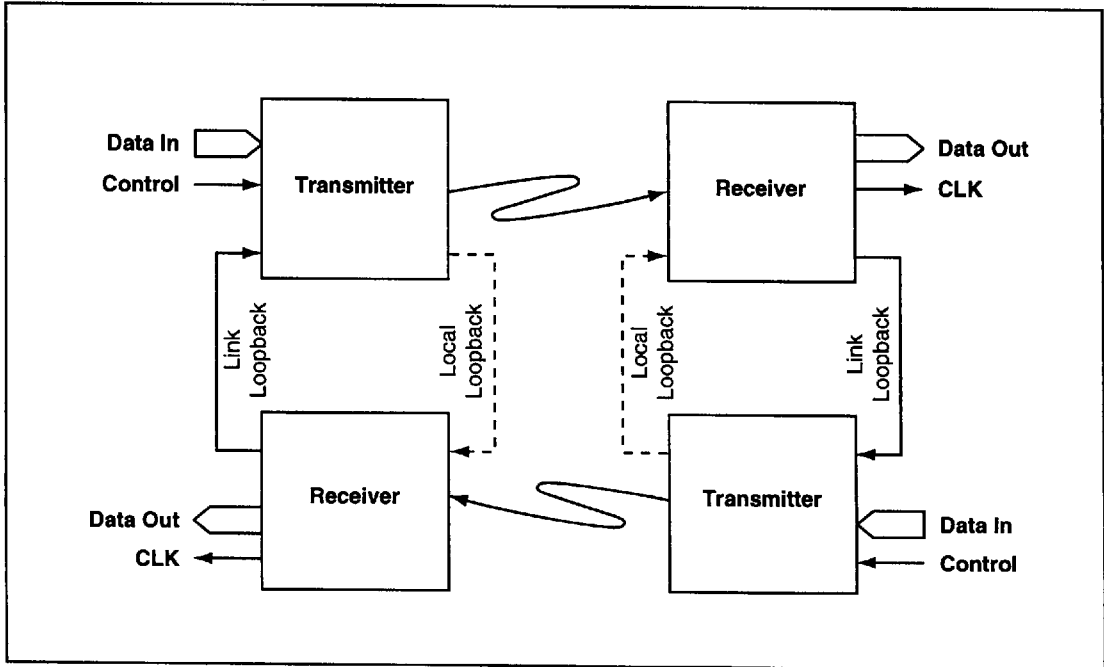 Data In
Control
Transmitter
Receiver
Data Out
CLK
Link
Loopback
Local
Loopback
Local
Loopback
Link
Loopback
Receiver
Transmitter
Data Out
CLK
Data In
Control